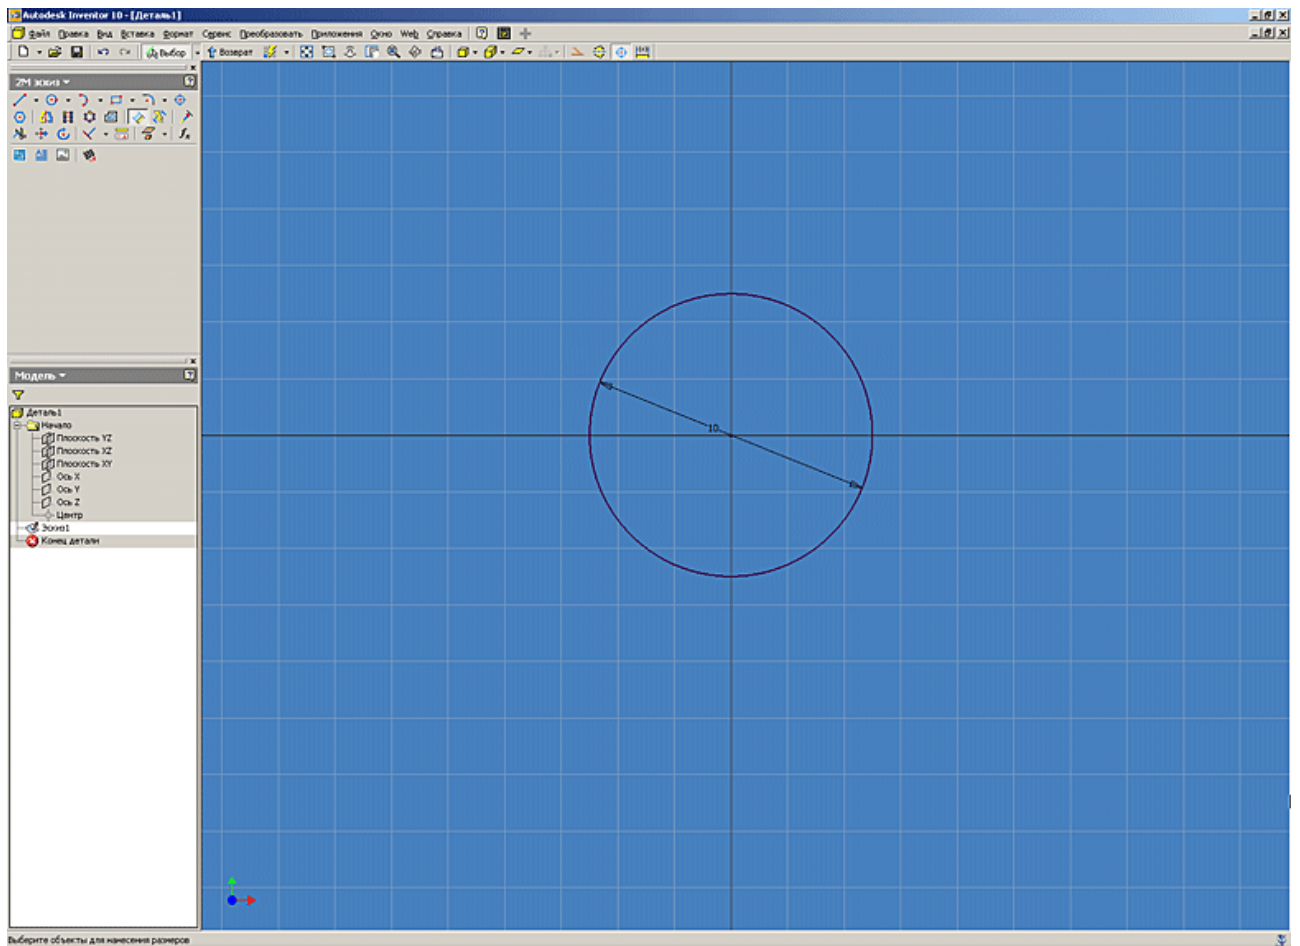 Autodesk Inventor 10 - [Деталь1]
Файл Правка Вид Вставка Формат Сервис Преобразовать Приложения Окно Web Справка
Выбор Возврат
2М эскиз
Модель
Деталь1
Начало
Плоскость YZ
Плоскость XZ
Плоскость XY
Ось X
Ось Y
Ось Z
Центр
Эскиз1
Конец детали
10
Выберите объекты для нанесения размеров